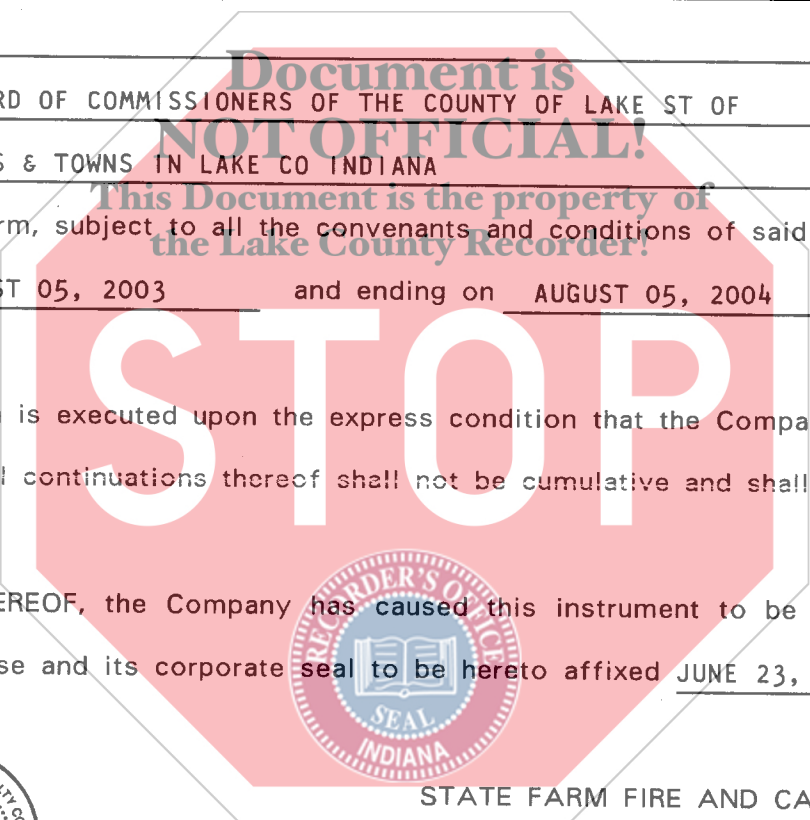 Document is
RD OF COMMISSIONERS OF THE COUNTY OF LAKE ST OF
NOT OFFICIAL!
& TOWNS IN LAKE CO INDIANA
This Document is the property of
rm, subject to all the convenants and conditions of said
the Lake County Recorder!
ST 05, 2003 and ending on AUGUST 05, 2004
STOP
is executed upon the express condition that the Compa
l continuations thereof shall not be cumulative and shall
EREOF, the Company has caused this instrument to be
se and its corporate seal to be hereto affixed JUNE 23,
RECORDER'S OFFICE
SEAL
INDIANA
STATE FARM FIRE AND CA